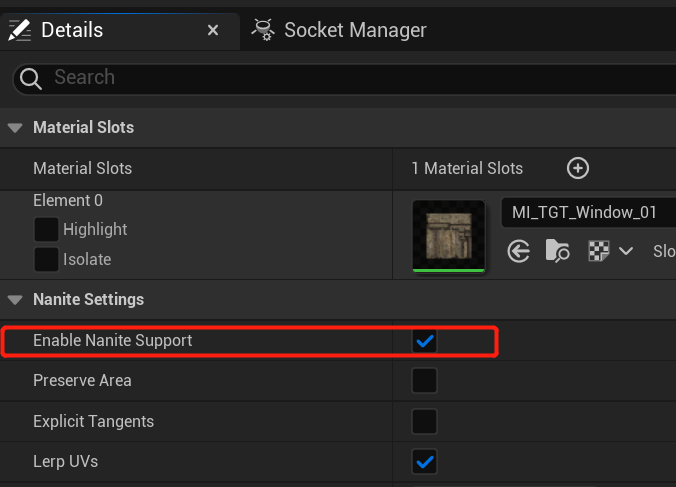 Details
Socket Manager
Search
Material Slots
Material Slots
1 Material Slots
Element 0
Highlight
Isolate
MI_TGT_Window_01
Slo
Nanite Settings
Enable Nanite Support
Preserve Area
Explicit Tangents
Lerp UVs